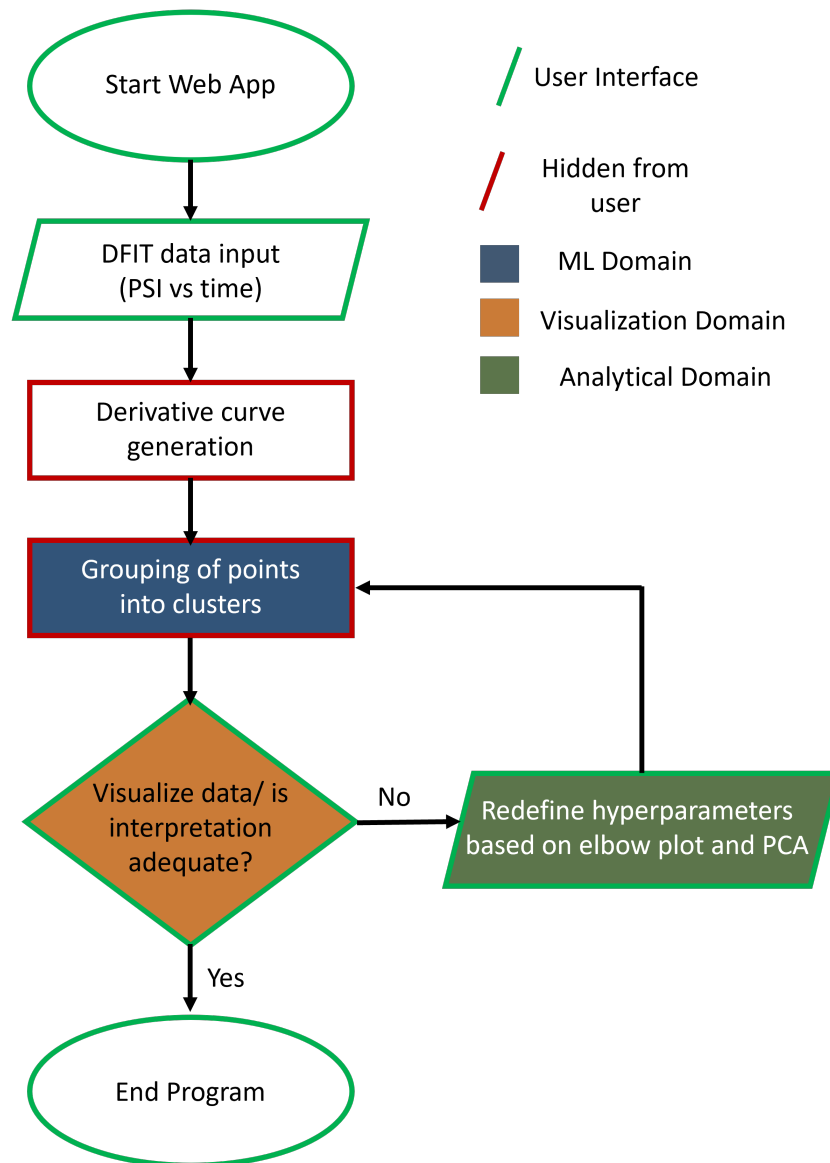 Start Web App
DFIT data input
(PSI vs time)
Derivative curve
generation
Grouping of points
into clusters
Visualize data/ is
interpretation
adequate?
No
Redefine hyperparameters
based on elbow plot and PCA
Yes
End Program
User Interface
Hidden from
user
ML Domain
Visualization Domain
Analytical Domain